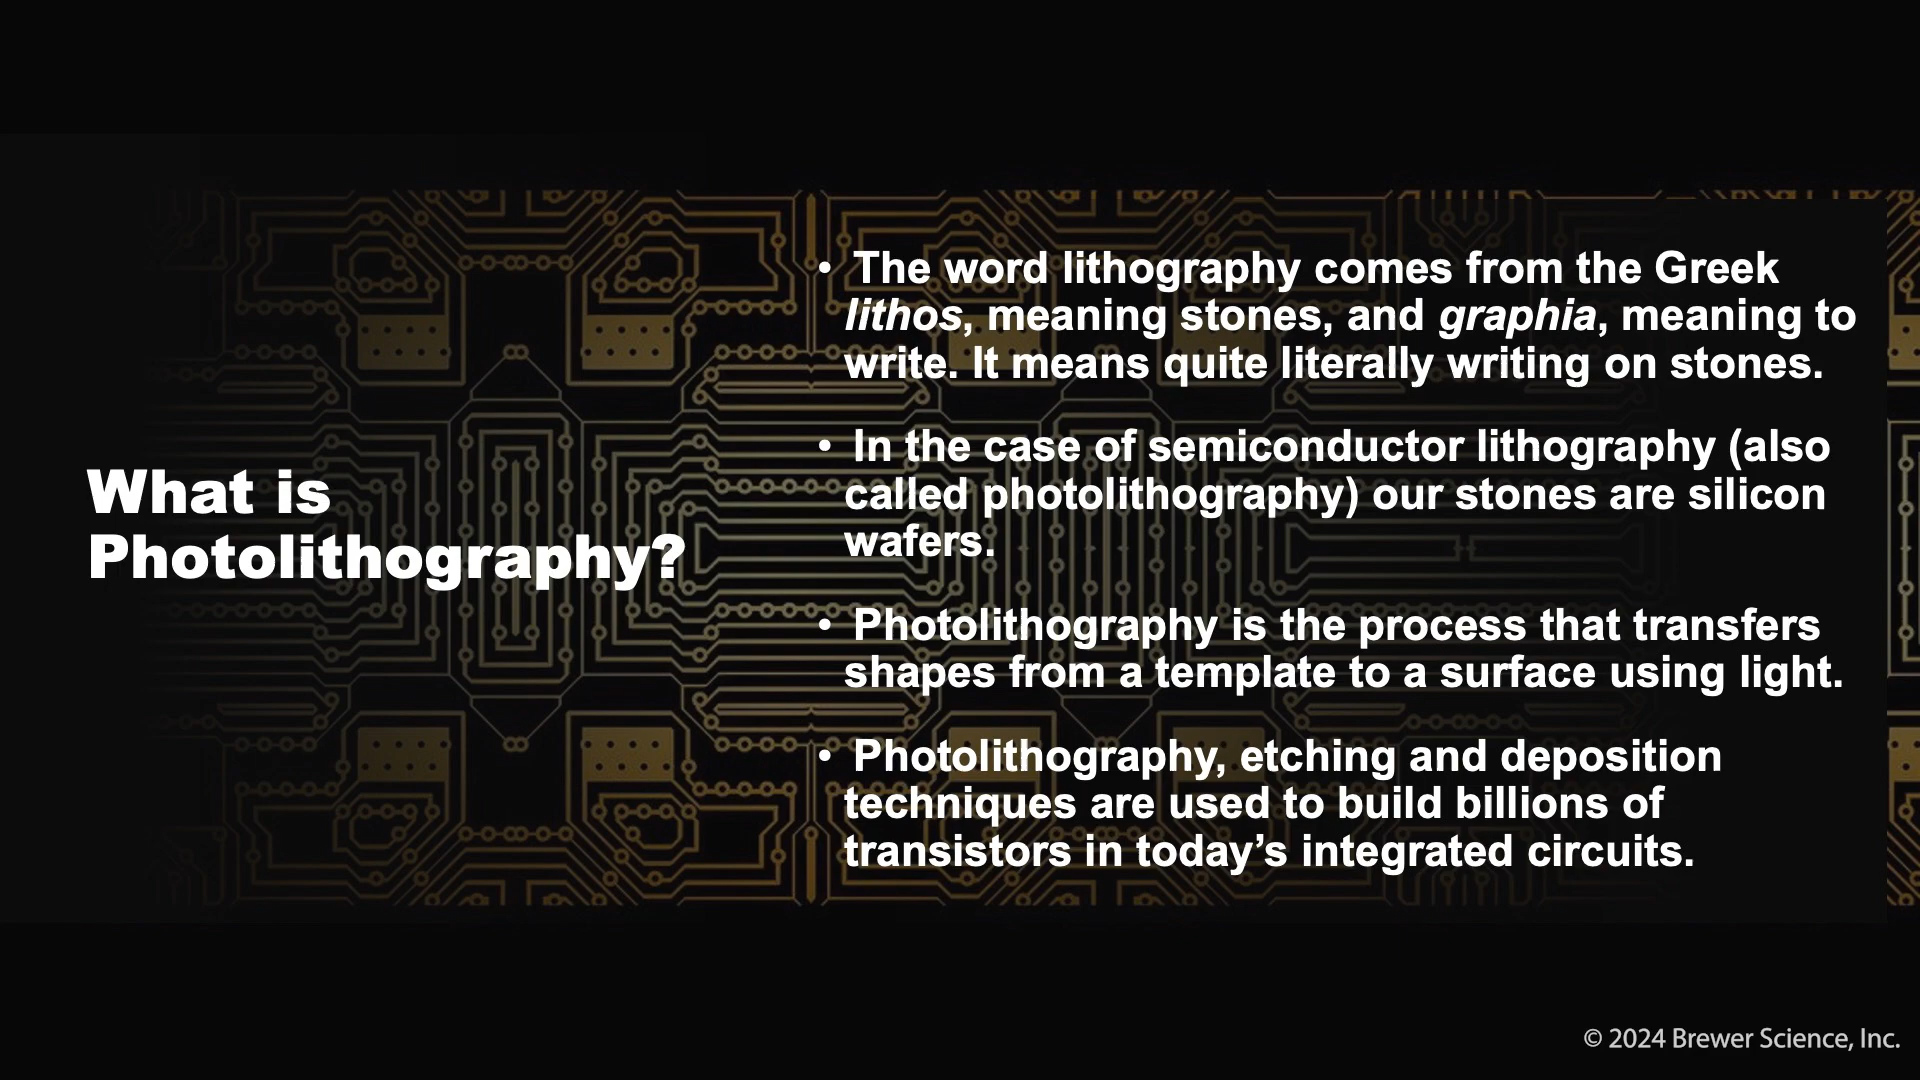 What is
Photolithography?
• The word lithography comes from the Greek
lithos, meaning stones, and graphia, meaning to
write. It means quite literally writing on stones.
• In the case of semiconductor lithography (also
called photolithography) our stones are silicon
wafers.
• Photolithography is the process that transfers
shapes from a template to a surface using light.
• Photolithography, etching and deposition
techniques are used to build billions of
transistors in today’s integrated circuits.
© 2024 Brewer Science, Inc.